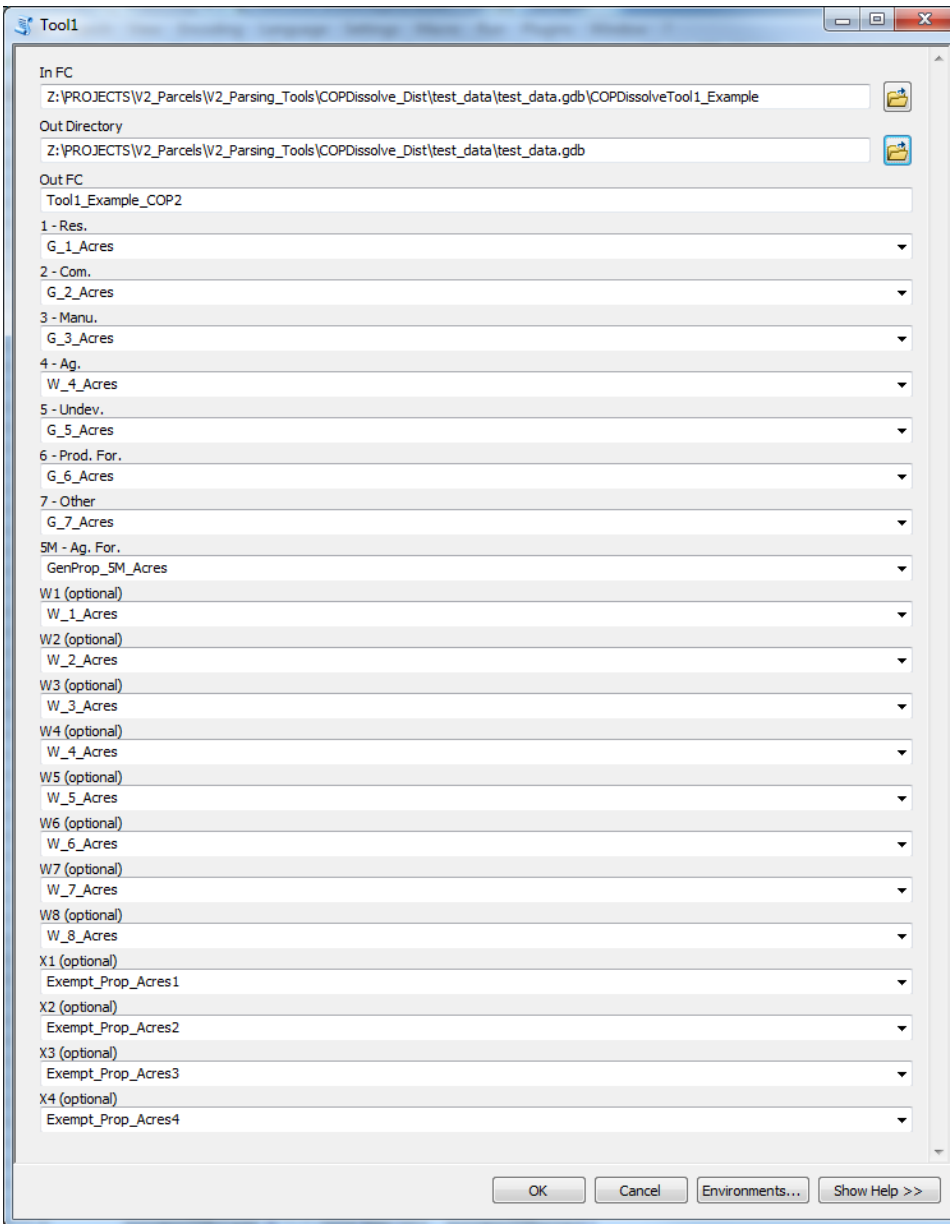 Tool1
In FC
Z:\PROJECTS\V2_Parcels\V2_Parsing_Tools\COPDissolve_Dist\test_data\test_data.gdb\COPDissolveTool1_Example
Out Directory
Z:\PROJECTS\V2_Parcels\V2_Parsing_Tools\COPDissolve_Dist\test_data\test_data.gdb
Out FC
Tool1_Example_COP2
1 - Res.
G_1_Acres
2 - Com.
G_2_Acres
3 - Manu.
G_3_Acres
4 - Ag.
W_4_Acres
5 - Undev.
G_5_Acres
6 - Prod. For.
G_6_Acres
7 - Other
G_7_Acres
5M - Ag. For.
GenProp_5M_Acres
W1 (optional)
W_1_Acres
W2 (optional)
W_2_Acres
W3 (optional)
W_3_Acres
W4 (optional)
W_4_Acres
W5 (optional)
W_5_Acres
W6 (optional)
W_6_Acres
W7 (optional)
W_7_Acres
W8 (optional)
W_8_Acres
X1 (optional)
Exempt_Prop_Acres1
X2 (optional)
Exempt_Prop_Acres2
X3 (optional)
Exempt_Prop_Acres3
X4 (optional)
Exempt_Prop_Acres4
OK Cancel Environments... Show Help >>